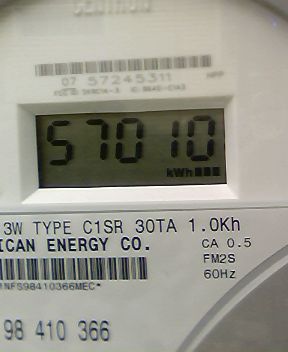 CENTRON
07 57245311
57010
kWh
3W TYPE C1SR 30TA 1.0Kh
ICAN ENERGY CO.
CA 0.5
FM2S
60Hz
98 410 366